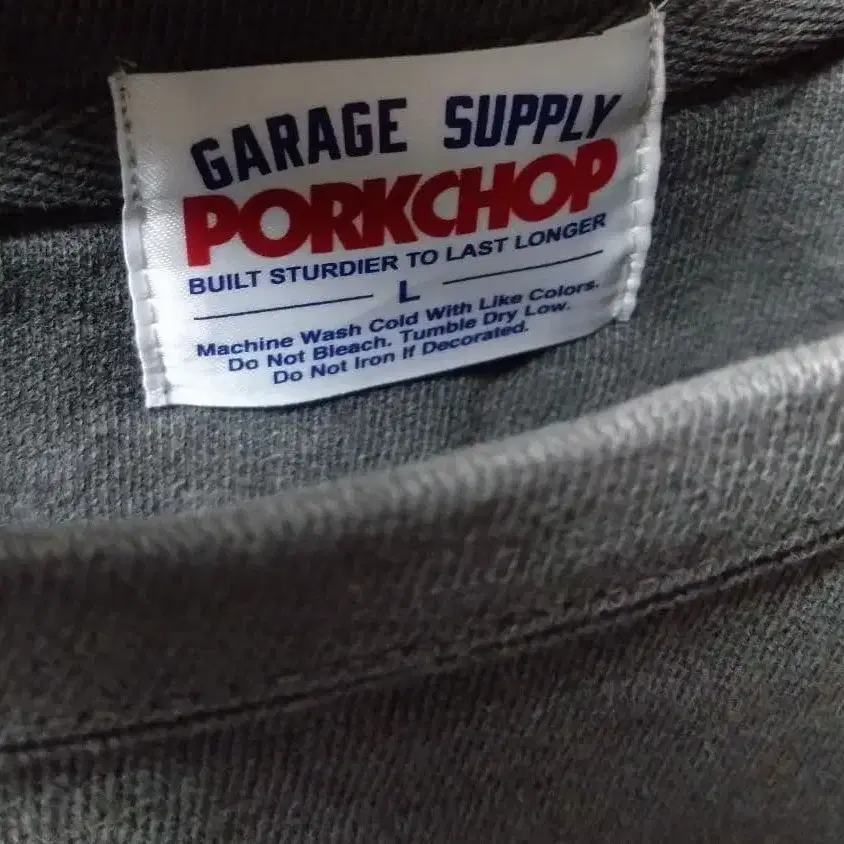 GARAGE SUPPLY
PORKCHOP
BUILT STURDIER TO LAST LONGER
L
Machine Wash Cold With Like Colors.
Do Not Bleach. Tumble Dry Low.
Do Not Iron If Decorated.